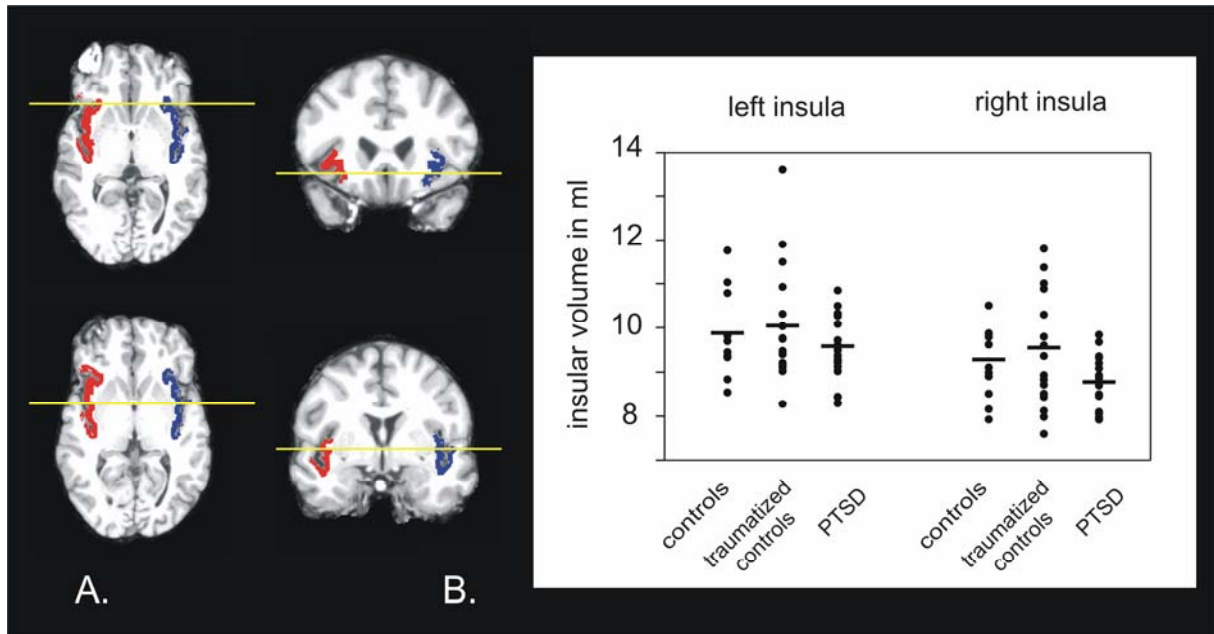 left insula
right insula
insular volume in ml
14
12
10
8
controls
traumatized
controls
PTSD
controls
traumatized
controls
PTSD
A.
B.